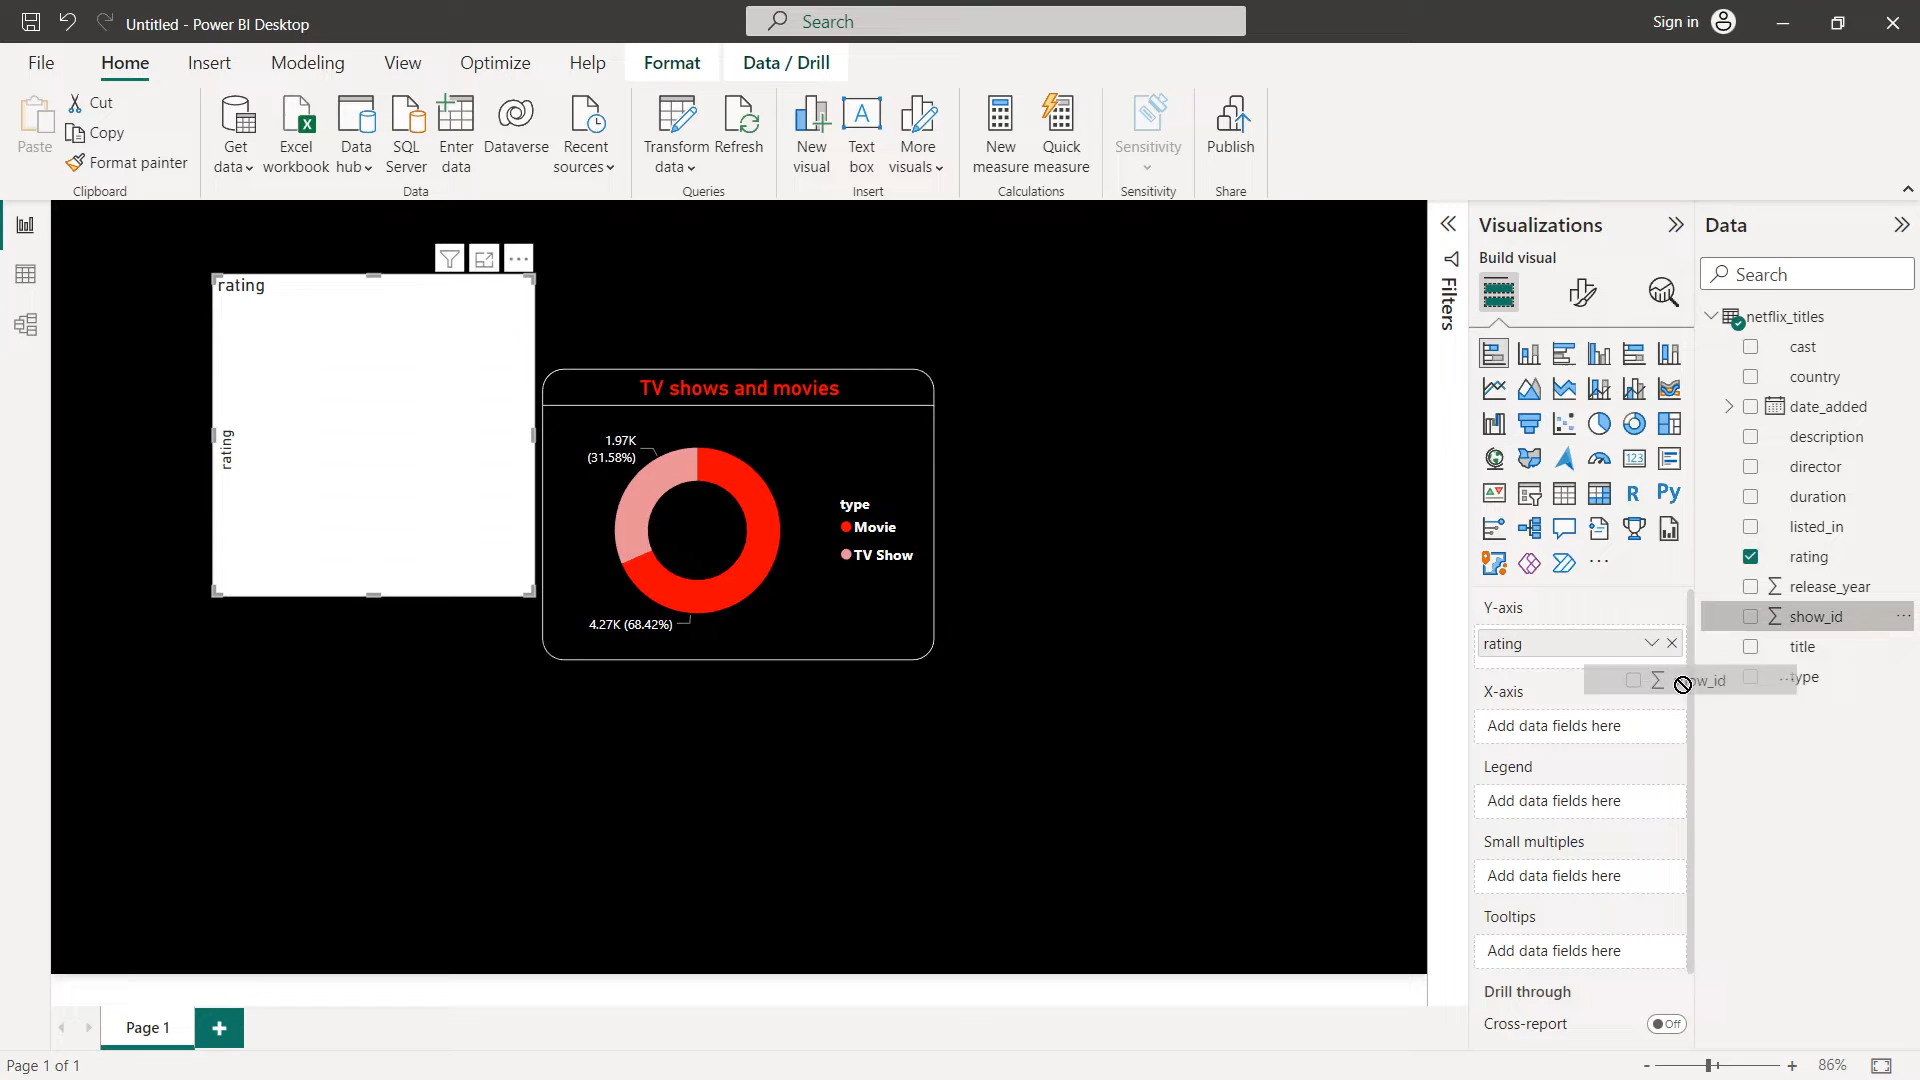 Untitled - Power BI Desktop
Search
Sign in
File
Home
Insert
Modeling
View
Optimize
Help
Format
Data / Drill
Paste
Cut
Copy
Format painter
Clipboard
Get data
Excel workbook
Data hub
SQL Server
Enter data
Dataverse
Recent sources
Data
Transform data
Refresh
Queries
New visual
Text box
More visuals
Insert
New measure
Quick measure
Calculations
Sensitivity
Sensitivity
Publish
Share
rating
rating
TV shows and movies
1.97K
(31.58%)
4.27K (68.42%)
type
Movie
TV Show
Filters
Visualizations
Build visual
123
R
Py
Y-axis
rating
X-axis
Add data fields here
Legend
Add data fields here
Small multiples
Add data fields here
Tooltips
Add data fields here
Drill through
Cross-report
Off
Data
Search
netflix_titles
cast
country
date_added
description
director
duration
listed_in
rating
release_year
show_id
title
type
Page 1
Page 1 of 1
86%